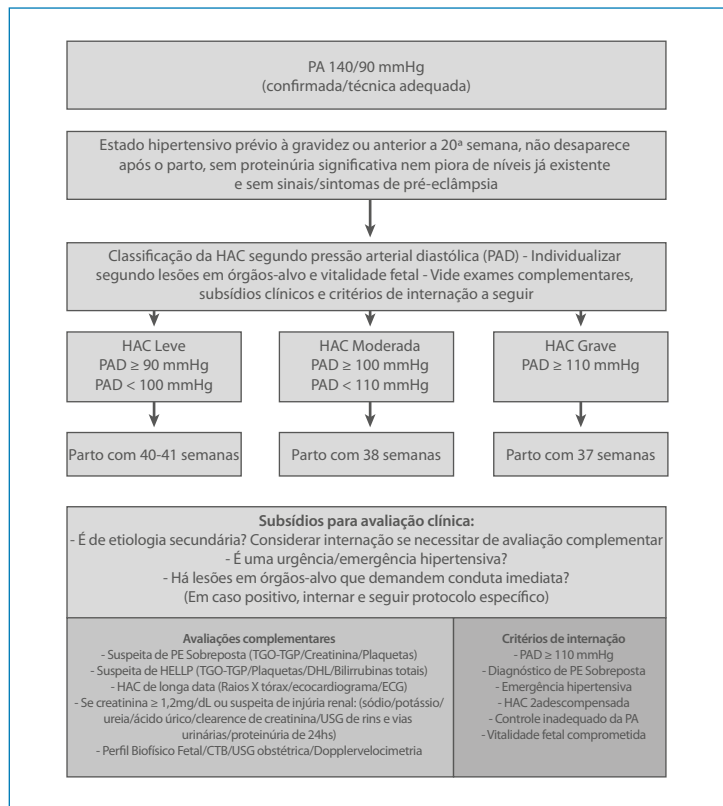 PA 140/90 mmHg
(confirmada/técnica adequada)
Estado hipertensivo prévio à gravidez ou anterior a 20ª semana, não desaparece
após o parto, sem proteinúria significativa nem piora de níveis já existente
e sem sinais/sintomas de pré-eclâmpsia
Classificação da HAC segundo pressão arterial diastólica (PAD) - Individualizar
segundo lesões em órgãos-alvo e vitalidade fetal - Vide exames complementares,
subsídios clínicos e critérios de internação a seguir
HAC Leve
PAD ≥ 90 mmHg
PAD < 100 mmHg
HAC Moderada
PAD ≥ 100 mmHg
PAD < 110 mmHg
HAC Grave
PAD ≥ 110 mmHg
Parto com 40-41 semanas
Parto com 38 semanas
Parto com 37 semanas
Subsídios para avaliação clínica:
- É de etiologia secundária? Considerar internação se necessitar de avaliação complementar
- É uma urgência/emergência hipertensiva?
- Há lesões em órgãos-alvo que demandem conduta imediata?
(Em caso positivo, internar e seguir protocolo específico)
Avaliações complementares
- Suspeita de PE Sobreposta (TGO-TGP/Creatinina/Plaquetas)
- Suspeita de HELLP (TGO-TGP/Plaquetas/DHL/Bilirrubinas totais)
- HAC de longa data (Raios X tórax/ecocardiograma/ECG)
- Se creatinina ≥ 1,2mg/dL ou suspeita de injúria renal: (sódio/potássio/
ureia/ácido úrico/clearence de creatinina/USG de rins e vias
urinárias/proteinúria de 24hs)
- Perfil Biofísico Fetal/CTB/USG obstétrica/Dopplervelocimetria
Critérios de internação
- PAD ≥ 110 mmHg
- Diagnóstico de PE Sobreposta
- Emergência hipertensiva
- HAC 2adescompensada
- Controle inadequado da PA
- Vitalidade fetal comprometida